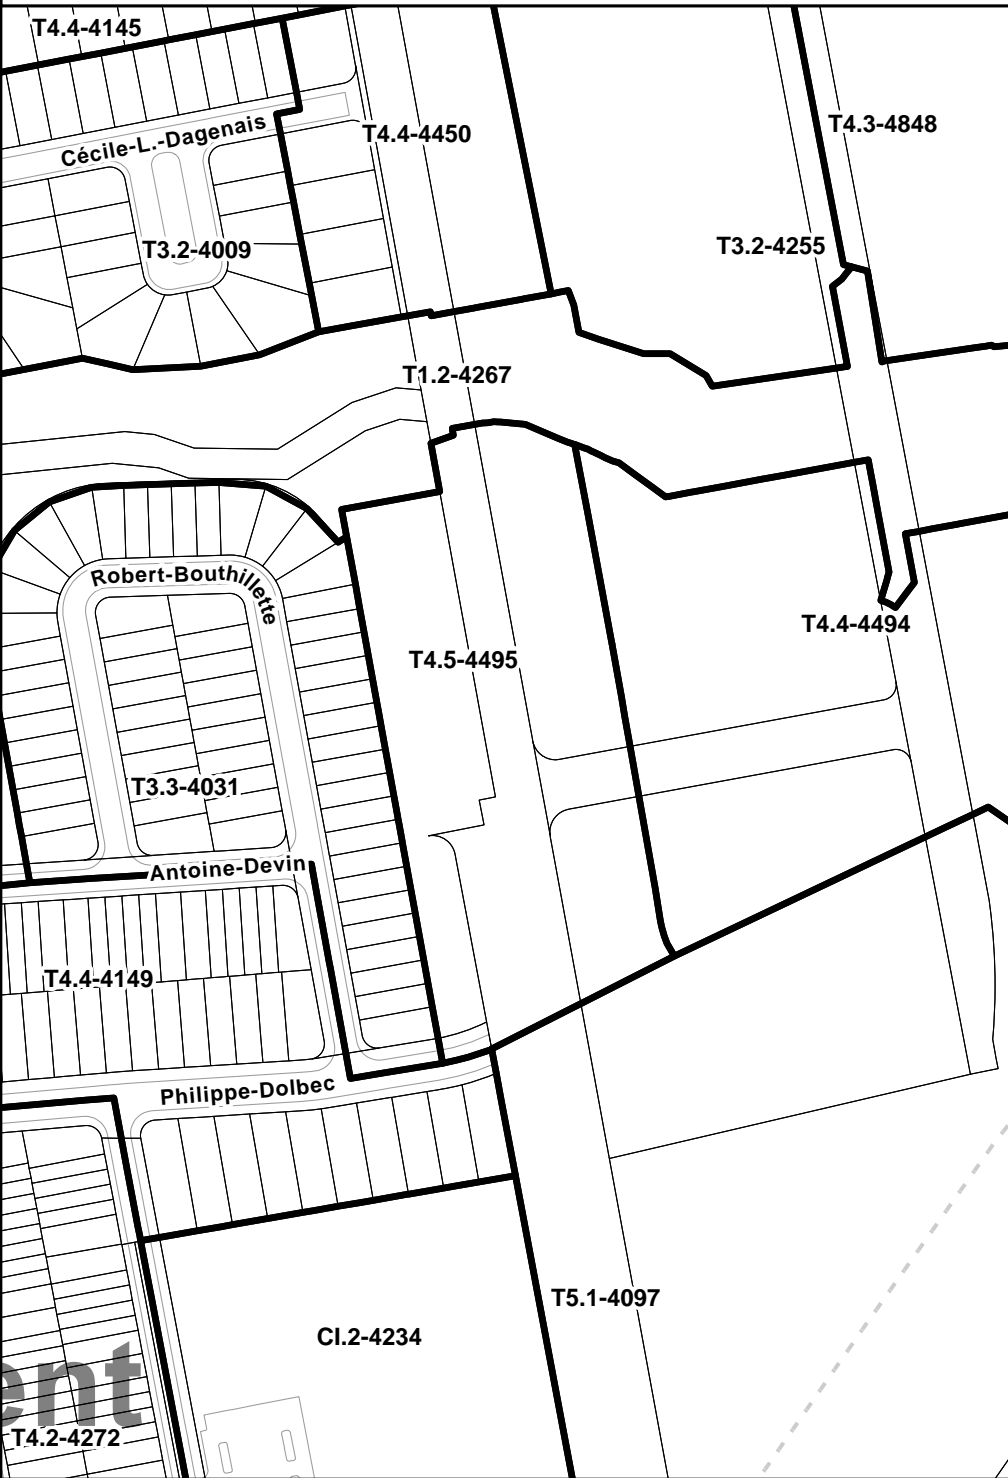 T4.4-4145
T4.4-4450
T4.3-4848
Cécile-L.-Dagenais
T3.2-4009
T3.2-4255
T1.2-4267
Robert-Bouthillette
T4.4-4494
T4.5-4495
T3.3-4031
Antoine-Devin
T4.4-4149
Philippe-Dolbec
T5.1-4097
CI.2-4234
ent
T4.2-4272